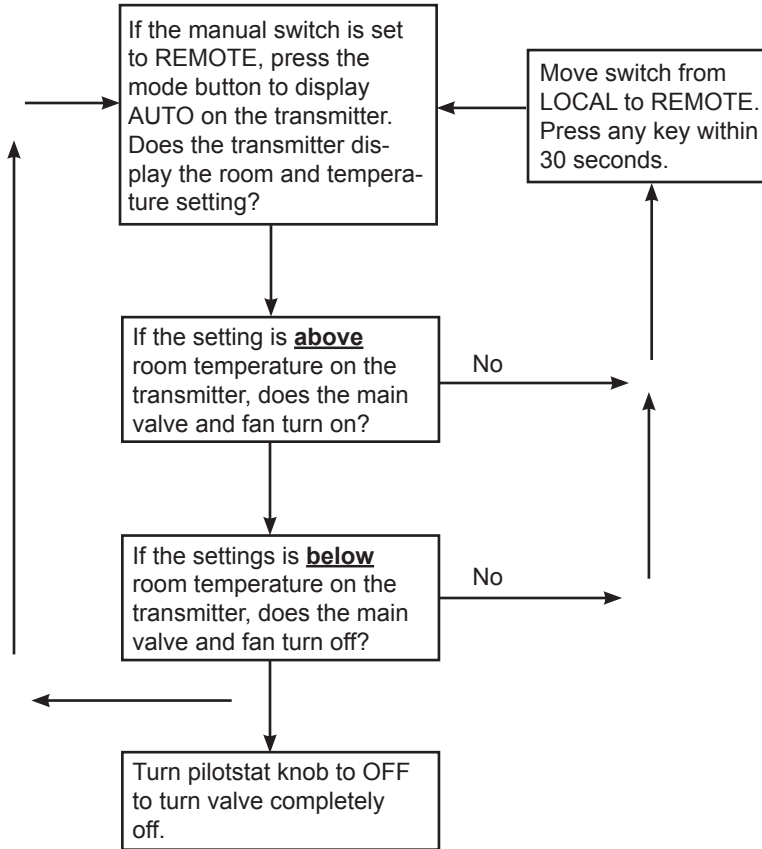 If the manual switch is set
to REMOTE, press the
mode button to display
AUTO on the transmitter.
Does the transmitter dis-
play the room and tempera-
ture setting?
Move switch from
LOCAL to REMOTE.
Press any key within
30 seconds.
If the setting is above
room temperature on the
transmitter, does the main
valve and fan turn on?
No
If the settings is below
room temperature on the
transmitter, does the main
valve and fan turn off?
No
Turn pilotstat knob to OFF
to turn valve completely
off.